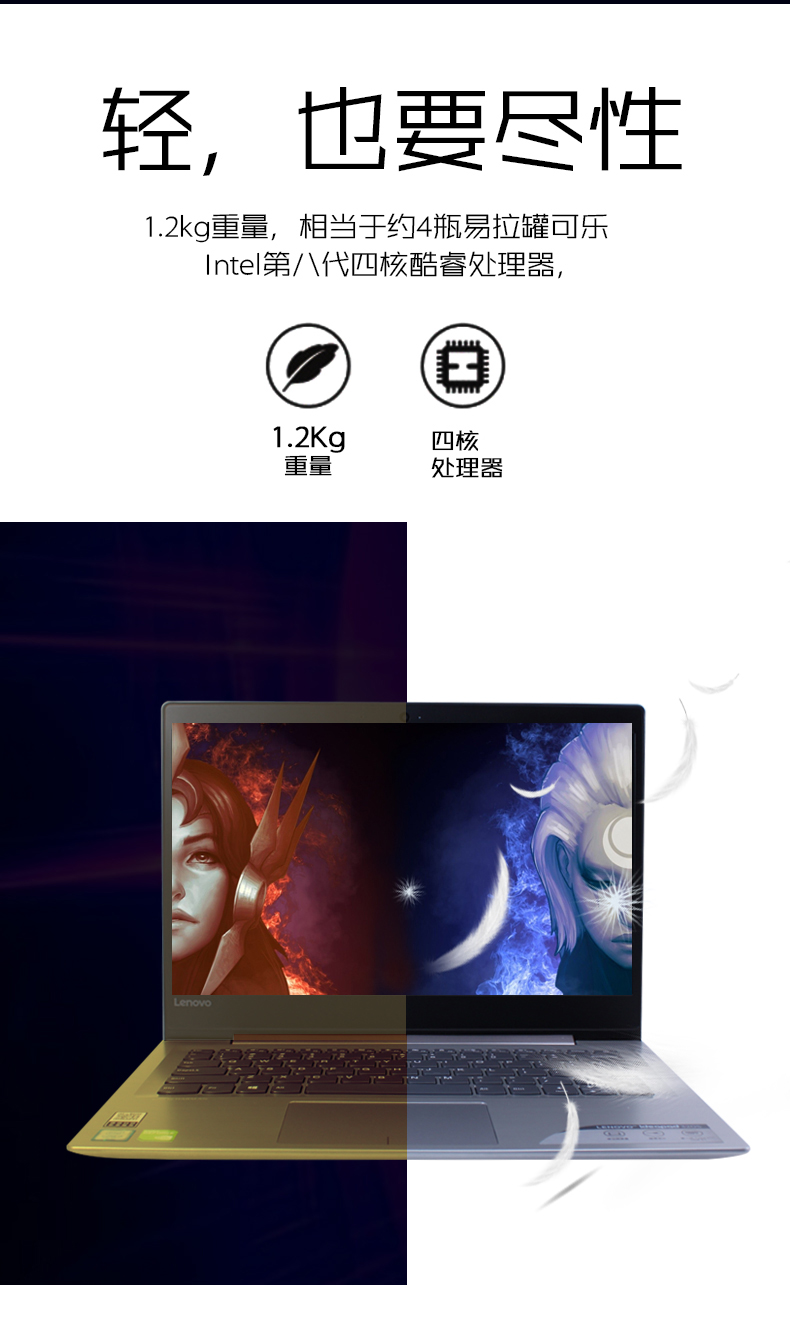 轻，也要尽性
1.2kg重量，相当于约4瓶易拉罐可乐
Intel第八代四核酷睿处理器，
1.2Kg
重量
四核
处理器
Lenovo